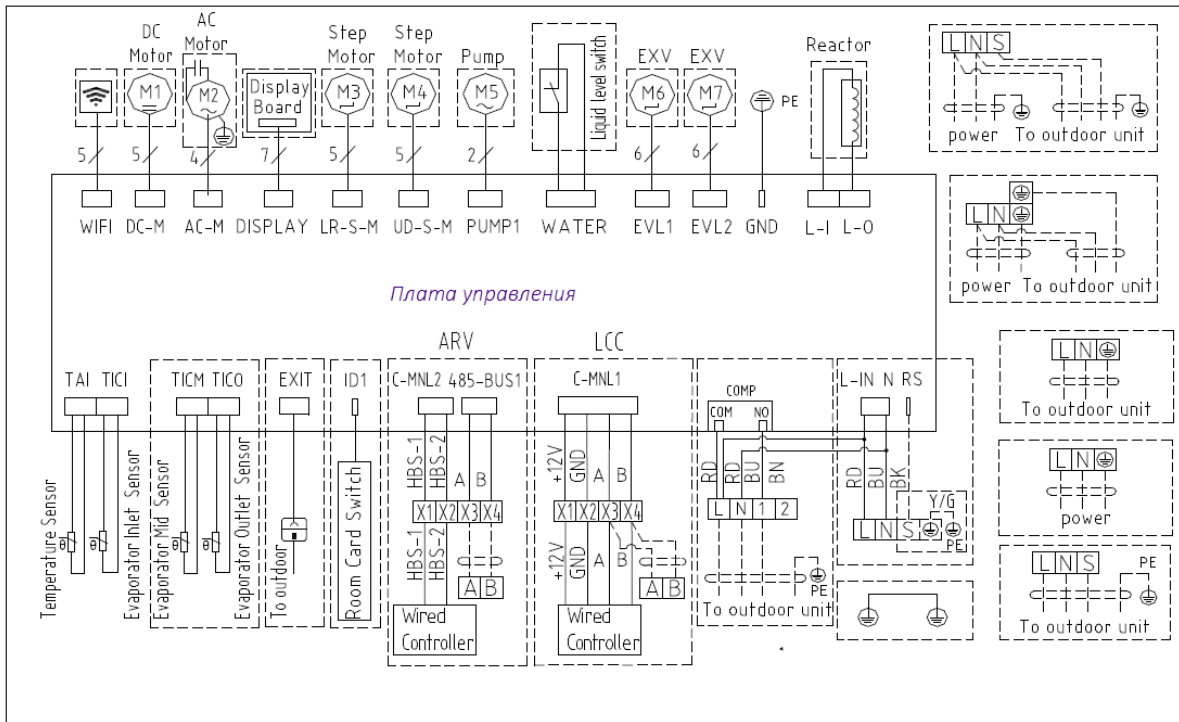 DC Motor
AC Motor
Step Motor
Step Motor
Pump
Liquid level switch
EXV
EXV
Reactor
M1
M2
Display Board
M3
M4
M5
M6
M7
PE
5
5
4
7
5
5
2
6
6
WIFI
DC-M
AC-M
DISPLAY
LR-S-M
UD-S-M
PUMP1
WATER
EVL1
EVL2
GND
L-I
L-O
Плата управления
ARV
LCC
TAI
TICI
TICM
TICO
EXIT
ID1
C-MNL2
485-BUS1
C-MNL1
COMP
COM
NO
L-IN
N
RS
Temperature Sensor
Evaporator Inlet Sensor
Evaporator Mid Sensor
Evaporator Outlet Sensor
To outdoor
Room Card Switch
θ
θ
θ
θ
HBS-1
HBS-2
A
B
X1
X2
X3
X4
HBS-1
HBS-2
A
B
Wired Controller
+12V
GND
A
B
X1
X2
X3
X4
+12V
GND
A
B
A
B
Wired Controller
RD
RD
BU
BN
L
N
1
2
PE
To outdoor unit
RD
BU
BK
Y/G
L
N
S
PE
L
N
S
power
To outdoor unit
L
N
power
To outdoor unit
L
N
To outdoor unit
L
N
power
L
N
S
PE
To outdoor unit